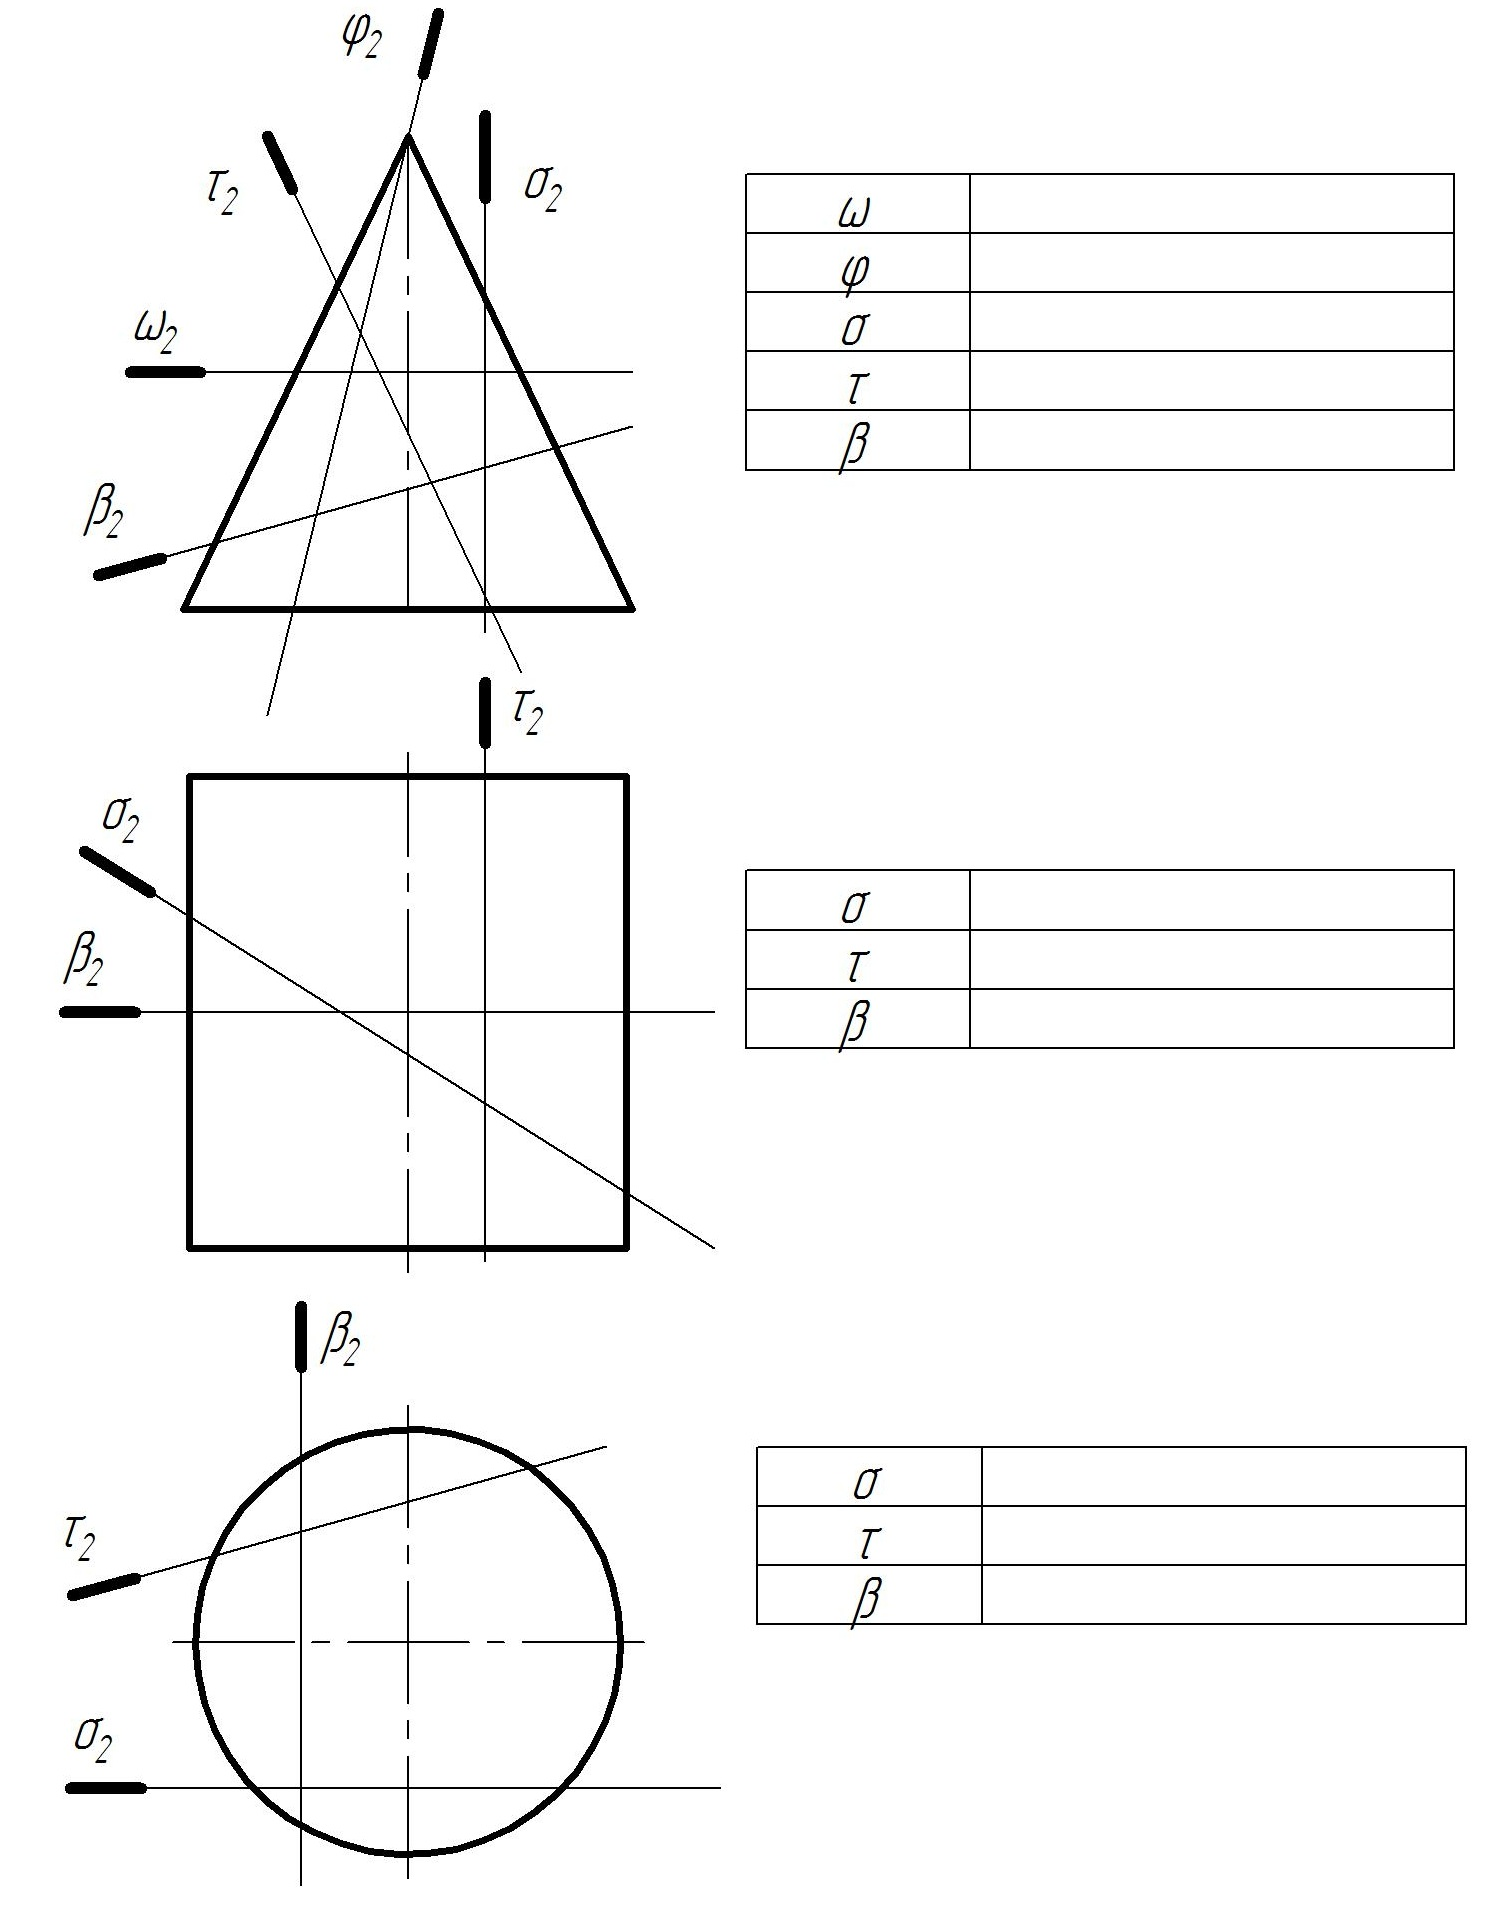 φ₂
τ₂
σ₂
ω₂
β₂
ω
φ
σ
τ
β
τ₂
σ₂
β₂
σ
τ
β
β₂
τ₂
σ₂
σ
τ
β